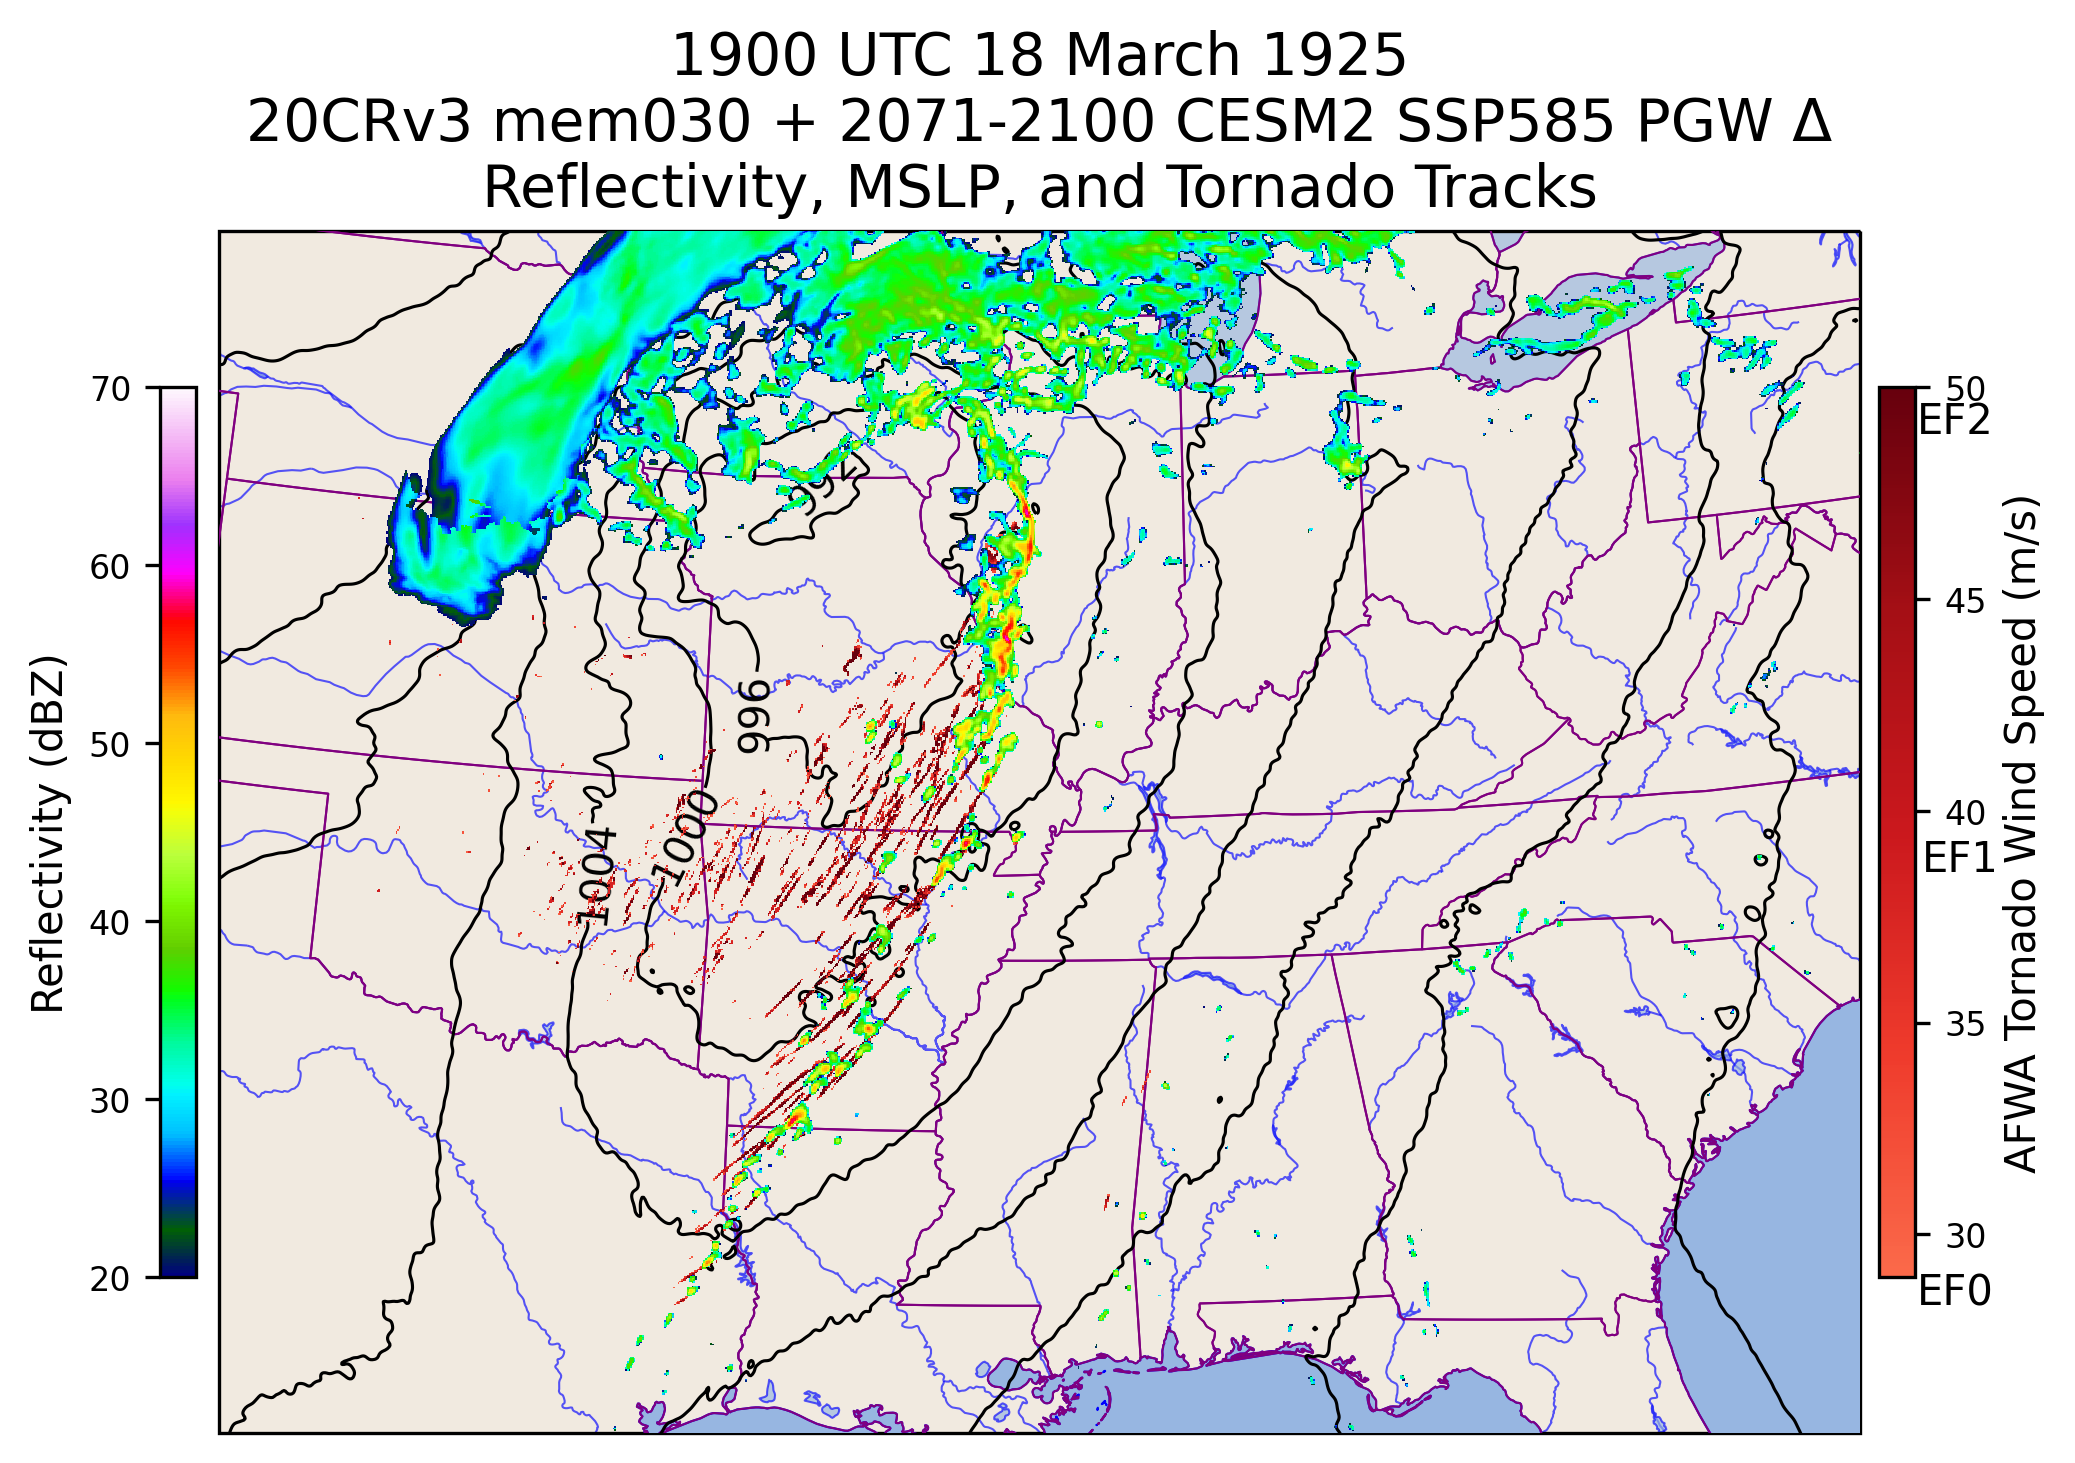 1900 UTC 18 March 1925
20CRv3 mem030 + 2071-2100 CESM2 SSP585 PGW Δ
Reflectivity, MSLP, and Tornado Tracks
70
60
50
40
30
20
Reflectivity (dBZ)
992
996
1000
1004
50
EF2
45
40
EF1
35
30
EF0
AFWA Tornado Wind Speed (m/s)